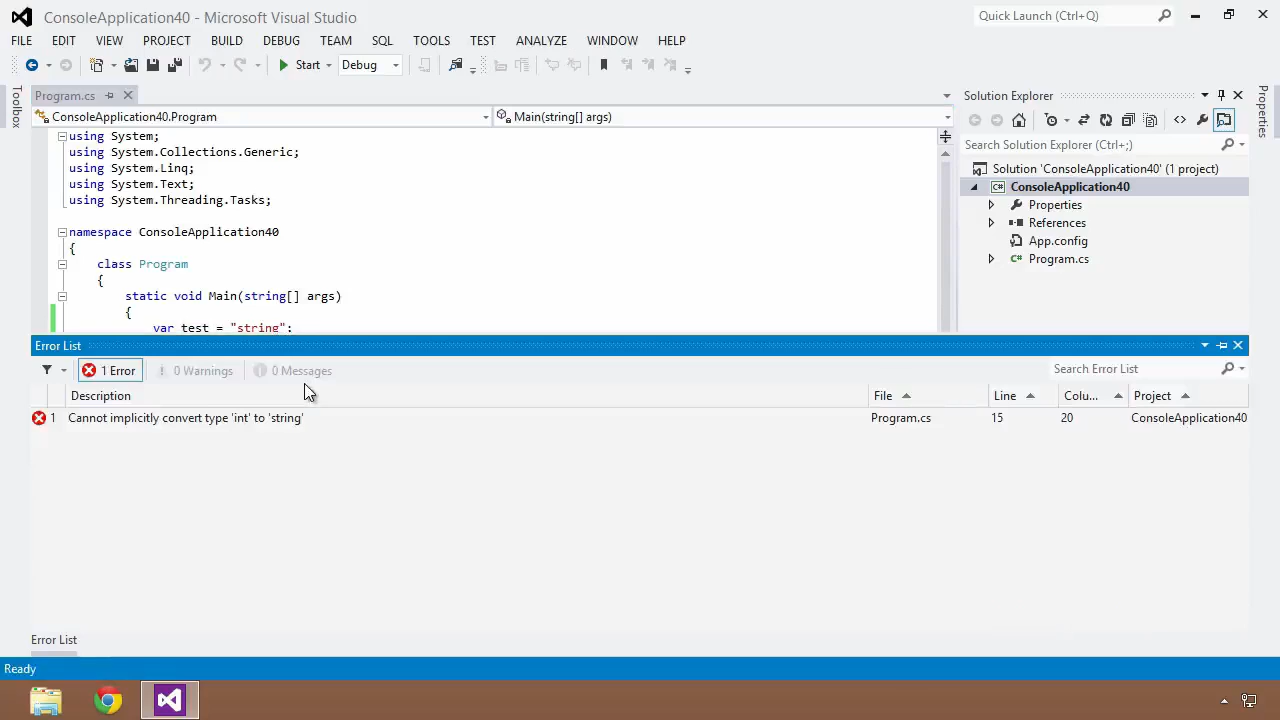 ConsoleApplication40 - Microsoft Visual Studio
Quick Launch (Ctrl+Q)
FILE EDIT VIEW PROJECT BUILD DEBUG TEAM SQL TOOLS TEST ANALYZE WINDOW HELP
Start Debug
Toolbox
Program.cs
ConsoleApplication40.Program
Main(string[] args)
using System;
using System.Collections.Generic;
using System.Linq;
using System.Text;
using System.Threading.Tasks;
namespace ConsoleApplication40
{
class Program
{
static void Main(string[] args)
{
var test = "string";
Solution Explorer
Search Solution Explorer (Ctrl+;)
Solution 'ConsoleApplication40' (1 project)
C# ConsoleApplication40
Properties
References
App.config
C# Program.cs
Properties
Error List
1 Error 0 Warnings 0 Messages
Search Error List
Description File Line Colu... Project
1 Cannot implicitly convert type 'int' to 'string' Program.cs 15 20 ConsoleApplication40
Error List
Ready